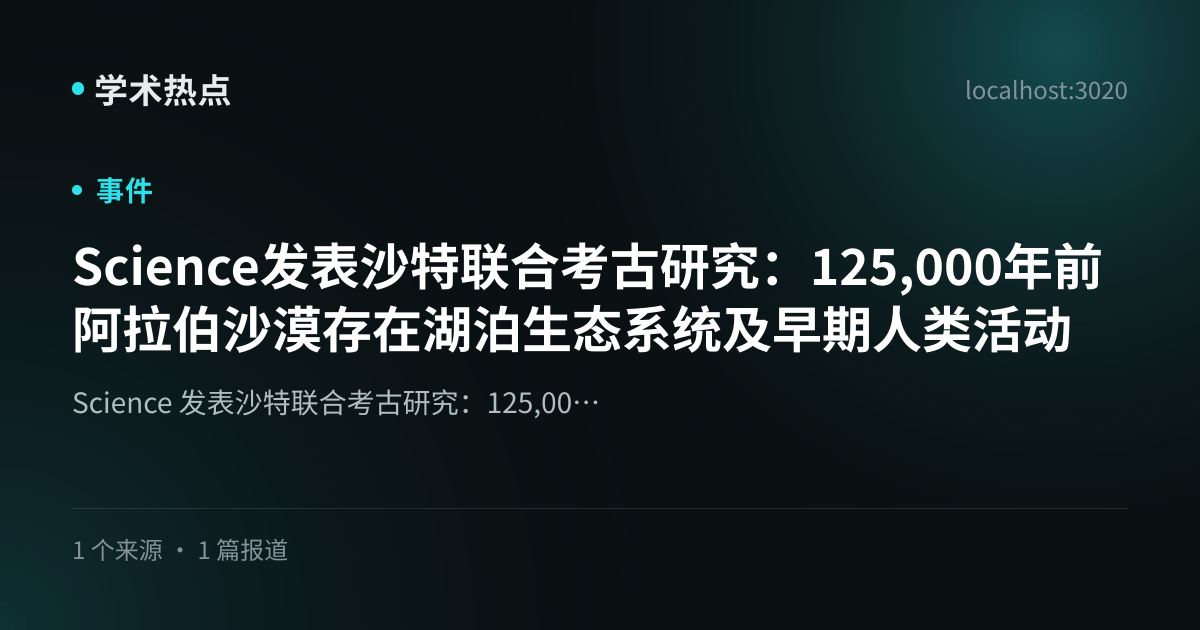 学术热点
localhost:3020
事件
Science发表沙特联合考古研究：125,000年前
阿拉伯沙漠存在湖泊生态系统及早期人类活动
Science 发表沙特联合考古研究：125,00…
1 个来源 · 1 篇报道